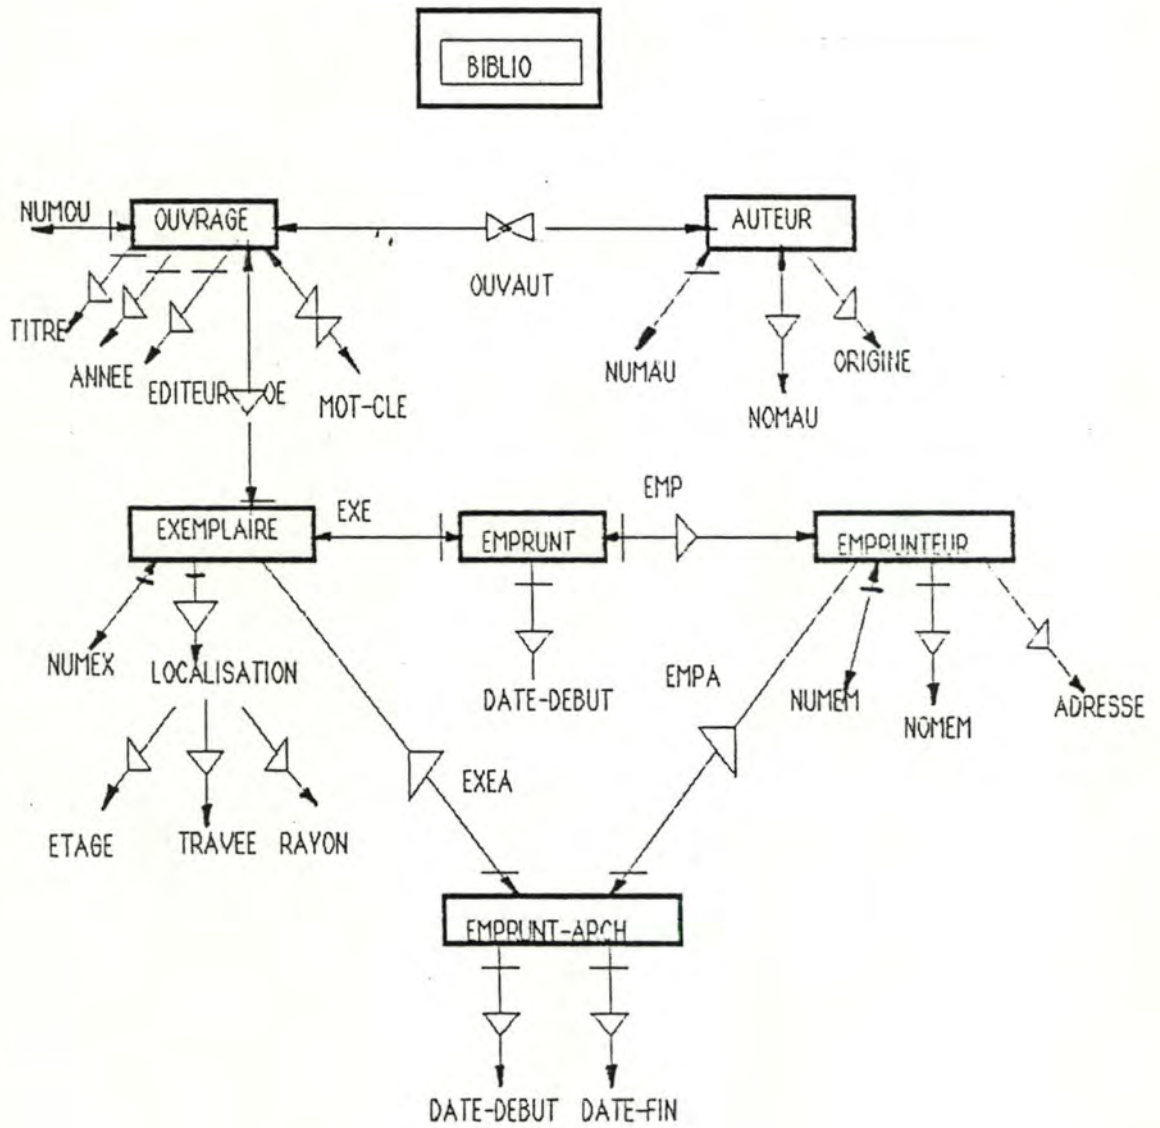 BIBLIO
NUMOU
OUVRAGE
AUTEUR
OUVAUT
TITRE
ANNEE
EDITEUR
OE
MOT-CLE
NUMAU
NOMAU
ORIGINE
EXEMPLAIRE
EXE
EMPRUNT
EMP
EMPRUNTEUR
NUMEX
LOCALISATION
DATE-DEBUT
EMPA
NUMEM
NOMEM
ADRESSE
EXEA
ETAGE
TRAVEE
RAYON
EMPRUNT-ARCH
DATE-DEBUT
DATE-FIN